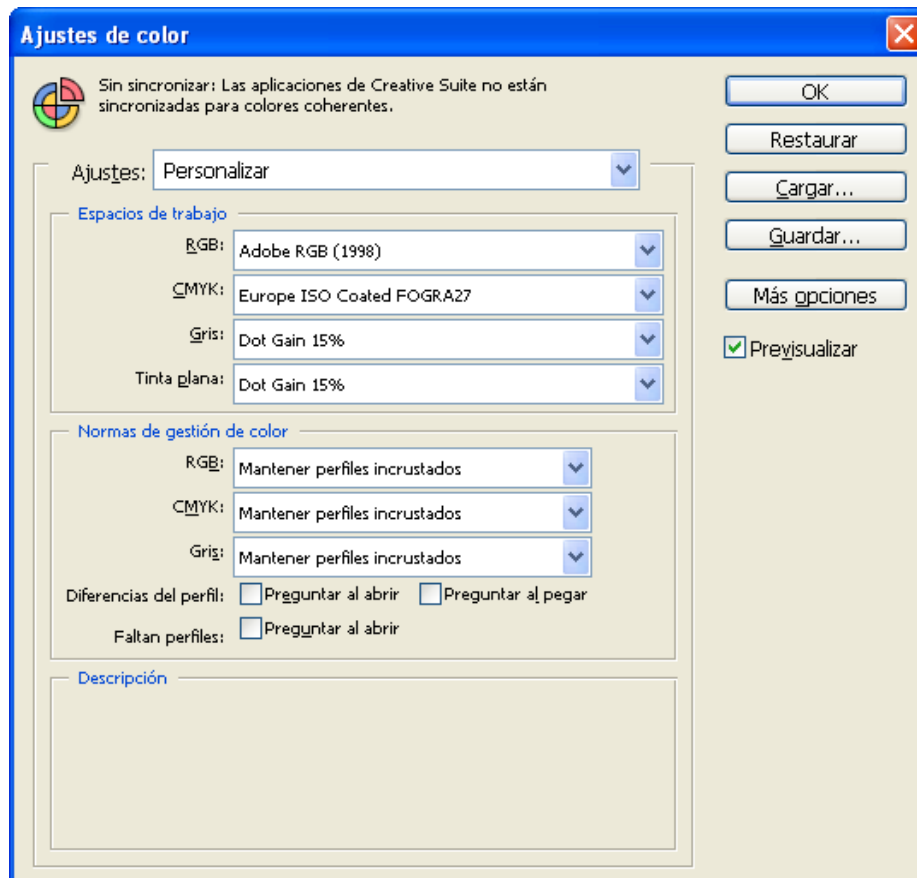 Ajustes de color
Sin sincronizar: Las aplicaciones de Creative Suite no están
sincronizadas para colores coherentes.
OK
Restaurar
Cargar...
Guardar...
Más opciones
Previsualizar
Ajustes: Personalizar
Espacios de trabajo
RGB: Adobe RGB (1998)
CMYK: Europe ISO Coated FOGRA27
Gris: Dot Gain 15%
Tinta plana: Dot Gain 15%
Normas de gestión de color
RGB: Mantener perfiles incrustados
CMYK: Mantener perfiles incrustados
Gris: Mantener perfiles incrustados
Diferencias del perfil: Preguntar al abrir Preguntar al pegar
Faltan perfiles: Preguntar al abrir
Descripción